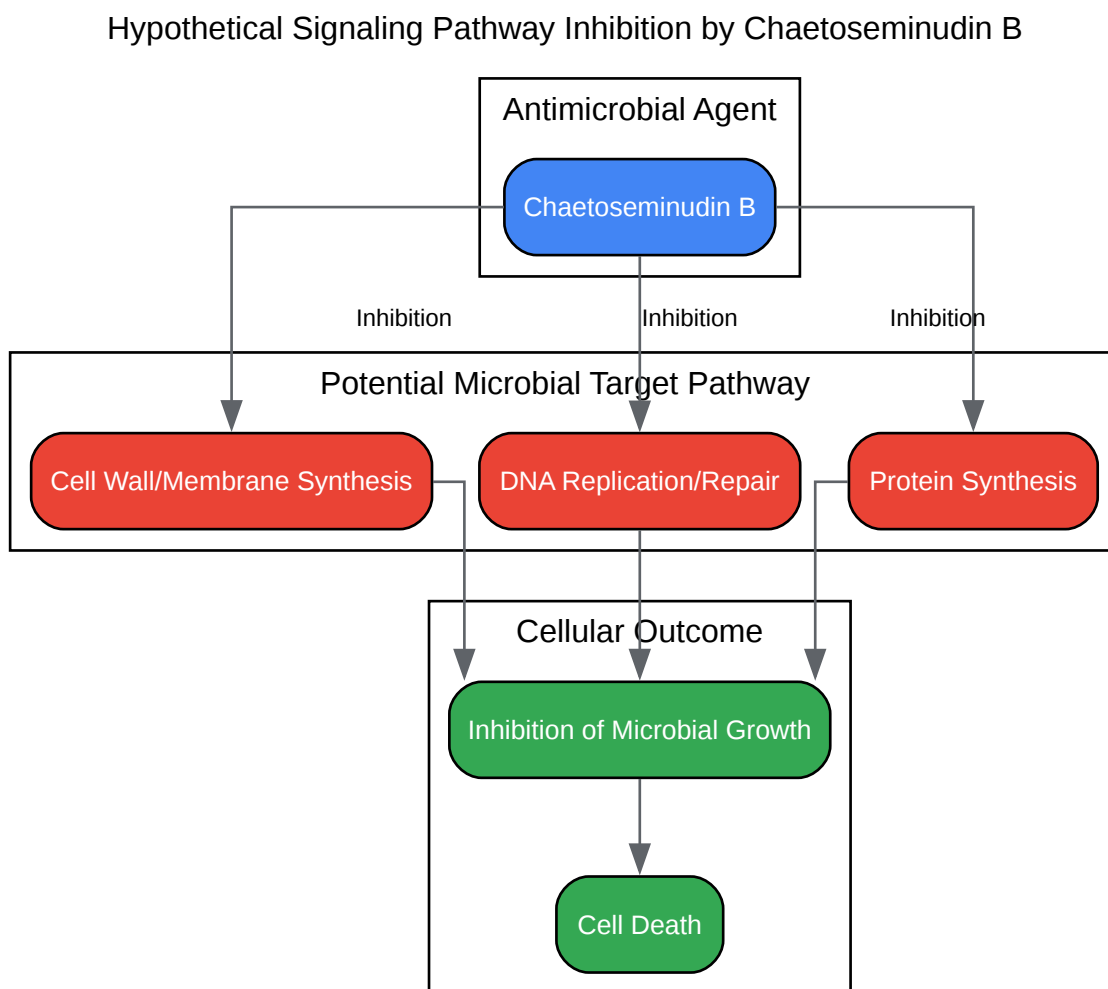 Hypothetical Signaling Pathway Inhibition by Chaetoseminudin B
Antimicrobial Agent
Chaetoseminudin B
Inhibition
Inhibition
Inhibition
Potential Microbial Target Pathway
Cell Wall/Membrane Synthesis
DNA Replication/Repair
Protein Synthesis
Cellular Outcome
Inhibition of Microbial Growth
Cell Death